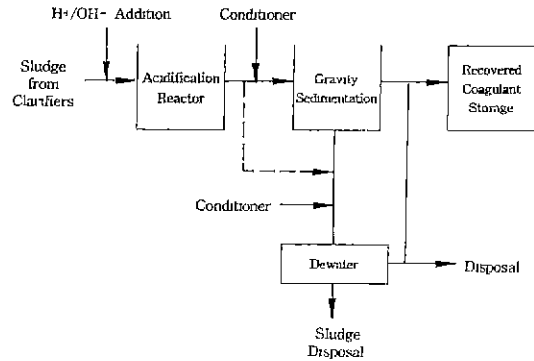 H+/OH- Addition
Conditioner
Sludge
from
Clarifiers
Acidification
Reactor
Gravity
Sedimentation
Recovered
Coagulant
Storage
Conditioner
Dewater
Disposal
Sludge
Disposal